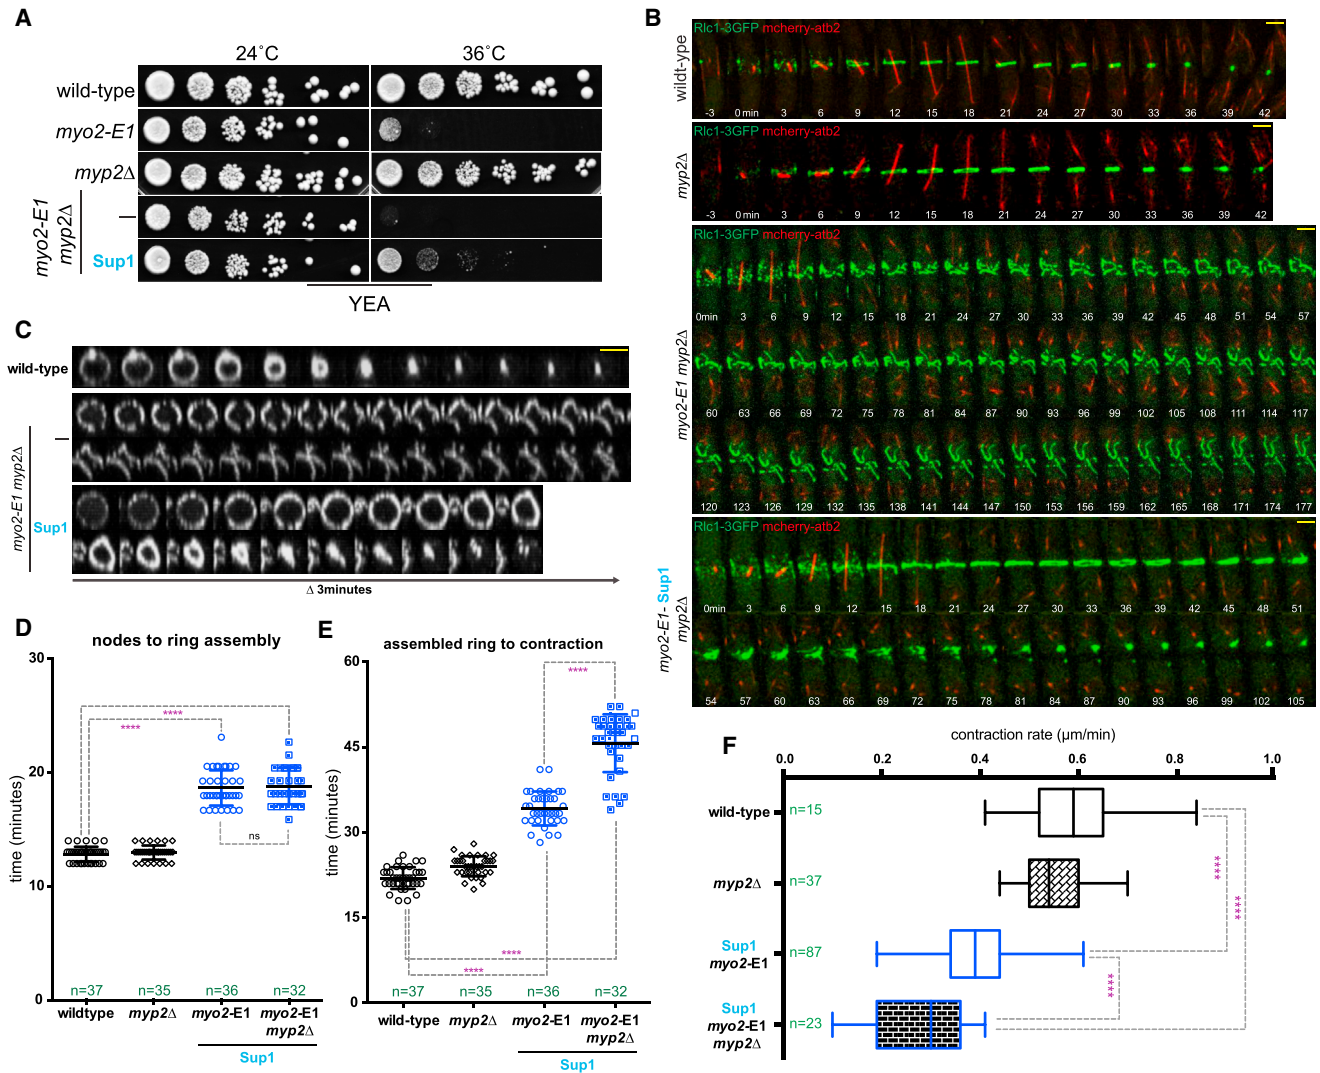 A
24˚C 36˚C
wild-type
myo2-E1
myp2Δ
myo2-E1
myp2Δ
—
Sup1
YEA
B
wildt-ype
Rlc1-3GFP mcherry-atb2
-3 0 min 3 6 9 12 15 18 21 24 27 30 33 36 39 42
myp2Δ
Rlc1-3GFP mcherry-atb2
-3 0 min 3 6 9 12 15 18 21 24 27 30 33 36 39 42
myo2-E1 myp2Δ
Rlc1-3GFP mcherry-atb2
0min 3 6 9 12 15 18 21 24 27 30 33 36 39 42 45 48 51 54 57
60 63 66 69 72 75 78 81 84 87 90 93 96 99 102 105 108 111 114 117
120 123 126 129 132 135 138 141 144 147 150 153 156 159 162 165 168 171 174 177
myo2-E1- Sup1
myp2Δ
Rlc1-3GFP mcherry-atb2
0min 3 6 9 12 15 18 21 24 27 30 33 36 39 42 45 48 51
54 57 60 63 66 69 72 75 78 81 84 87 90 93 96 99 102 105
C
wild-type
myo2-E1 myp2Δ
—
Sup1
Δ 3minutes
D
nodes to ring assembly
time (minutes)
30
20
10
0
****
****
ns
n=37 n=35 n=36 n=32
wildtype myp2Δ myo2-E1 myo2-E1
myp2Δ
Sup1
E
assembled ring to contraction
time (minutes)
60
45
30
15
0
****
****
****
n=37 n=35 n=36 n=32
wild-type myp2Δ myo2-E1 myo2-E1
myp2Δ
Sup1
F
contraction rate (µm/min)
0.0 0.2 0.4 0.6 0.8 1.0
wild-type n=15
myp2Δ n=37
Sup1
myo2-E1 n=87
Sup1
myo2-E1
myp2Δ n=23
****
****
****